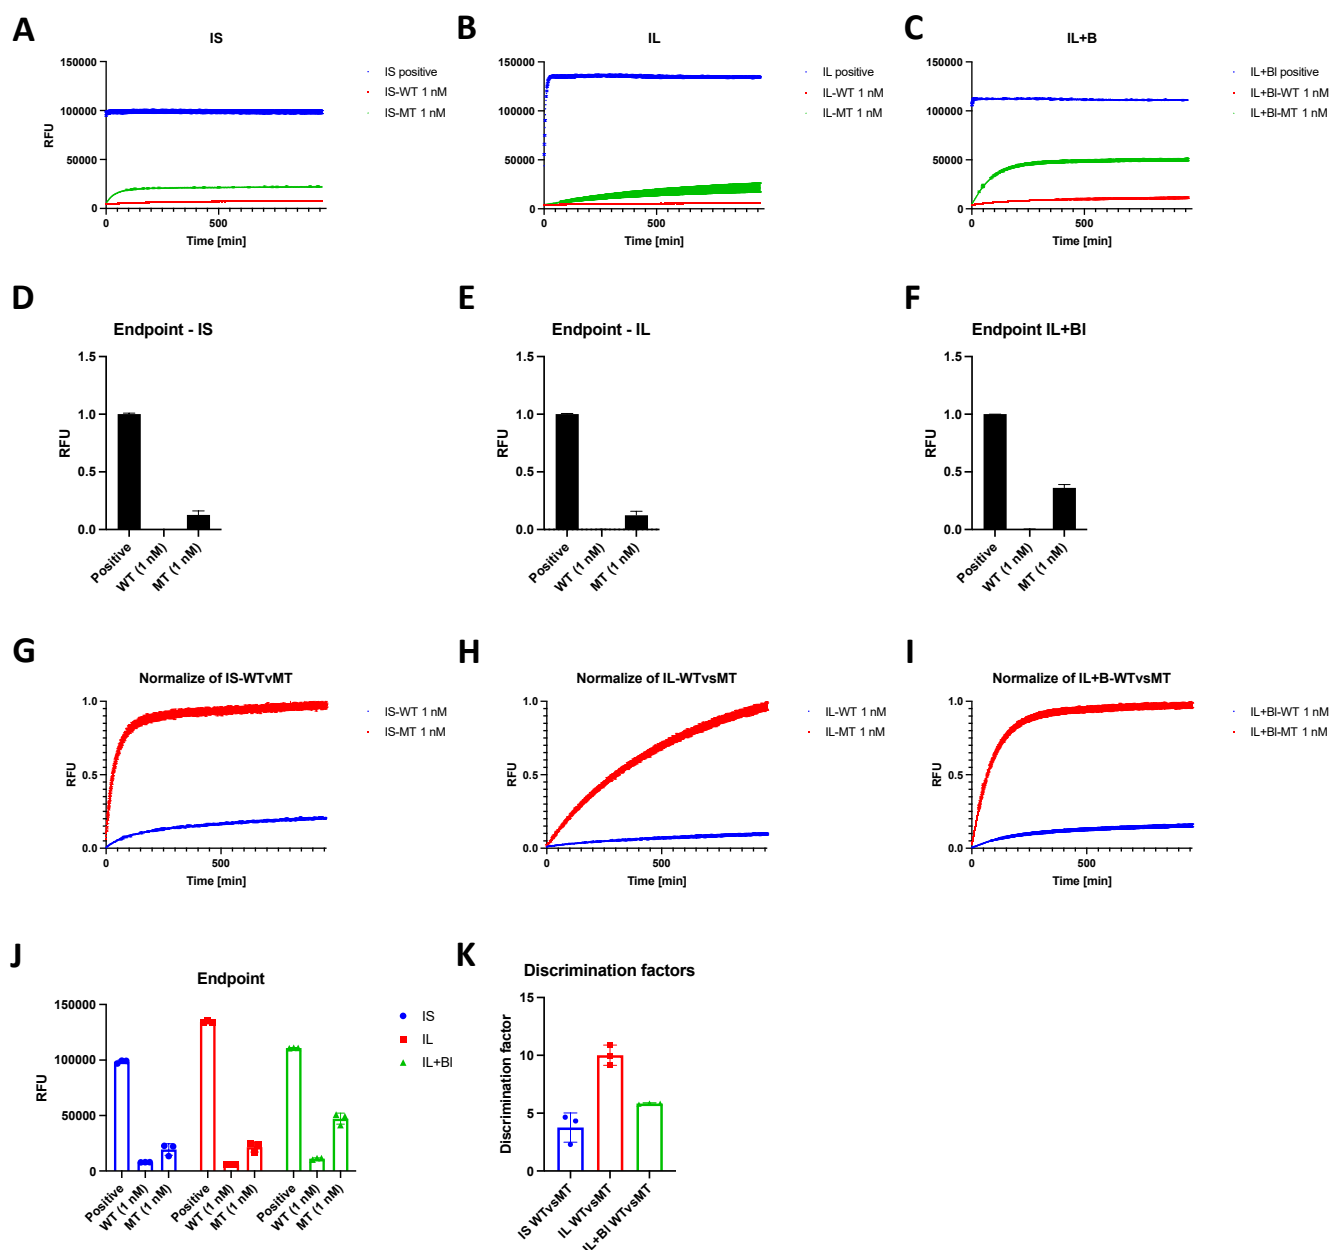 A
IS
150000
100000
50000
0
RFU
0
500
Time [min]
IS positive
IS-WT 1 nM
IS-MT 1 nM
B
IL
150000
100000
50000
0
0
500
Time [min]
IL positive
IL-WT 1 nM
IL-MT 1 nM
C
IL+B
150000
100000
50000
0
0
500
Time [min]
IL+Bl positive
IL+Bl-WT 1 nM
IL+Bl-MT 1 nM
D
Endpoint - IS
1.5
1.0
0.5
0.0
RFU
Positive
WT (1 nM)
MT (1 nM)
E
Endpoint - IL
1.5
1.0
0.5
0.0
RFU
Positive
WT (1 nM)
MT (1 nM)
F
Endpoint IL+Bl
1.5
1.0
0.5
0.0
RFU
Positive
WT (1 nM)
MT (1 nM)
G
Normalize of IS-WTvMT
1.0
0.5
0.0
RFU
0
500
Time [min]
IS-WT 1 nM
IS-MT 1 nM
H
Normalize of IL-WTvsMT
1.0
0.5
0.0
RFU
0
500
Time [min]
IL-WT 1 nM
IL-MT 1 nM
I
Normalize of IL+B-WTvsMT
1.0
0.5
0.0
RFU
0
500
Time [min]
IL+Bl-WT 1 nM
IL+Bl-MT 1 nM
J
Endpoint
150000
100000
50000
0
RFU
Positive
WT (1 nM)
MT (1 nM)
Positive
WT (1 nM)
MT (1 nM)
Positive
WT (1 nM)
MT (1 nM)
IS
IL
IL+Bl
K
Discrimination factors
15
10
5
0
Discrimination factor
IS WTvsMT
IL WTvsMT
IL+Bl WTvsMT